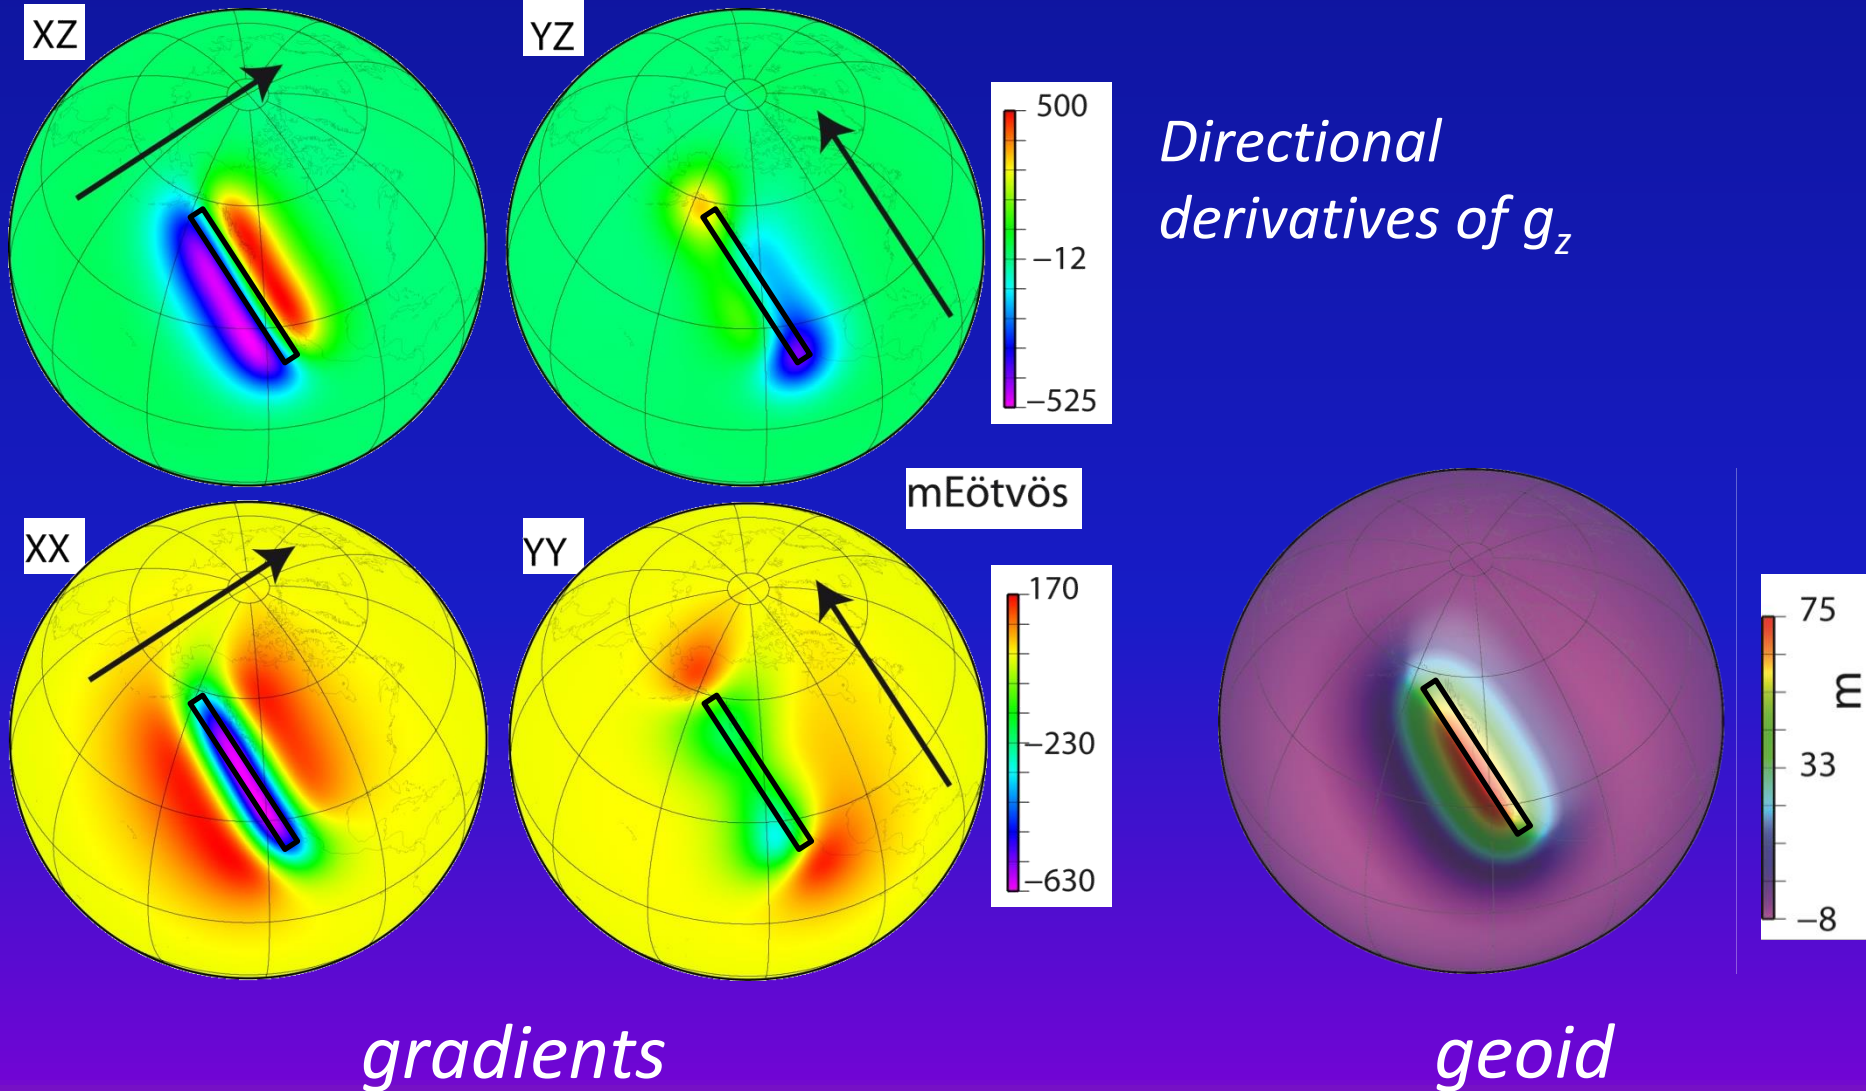 XZ
YZ
500
−12
−525
Directional
derivatives of gz
mEötvös
XX
YY
170
−230
−630
75
33
−8
m
gradients
geoid